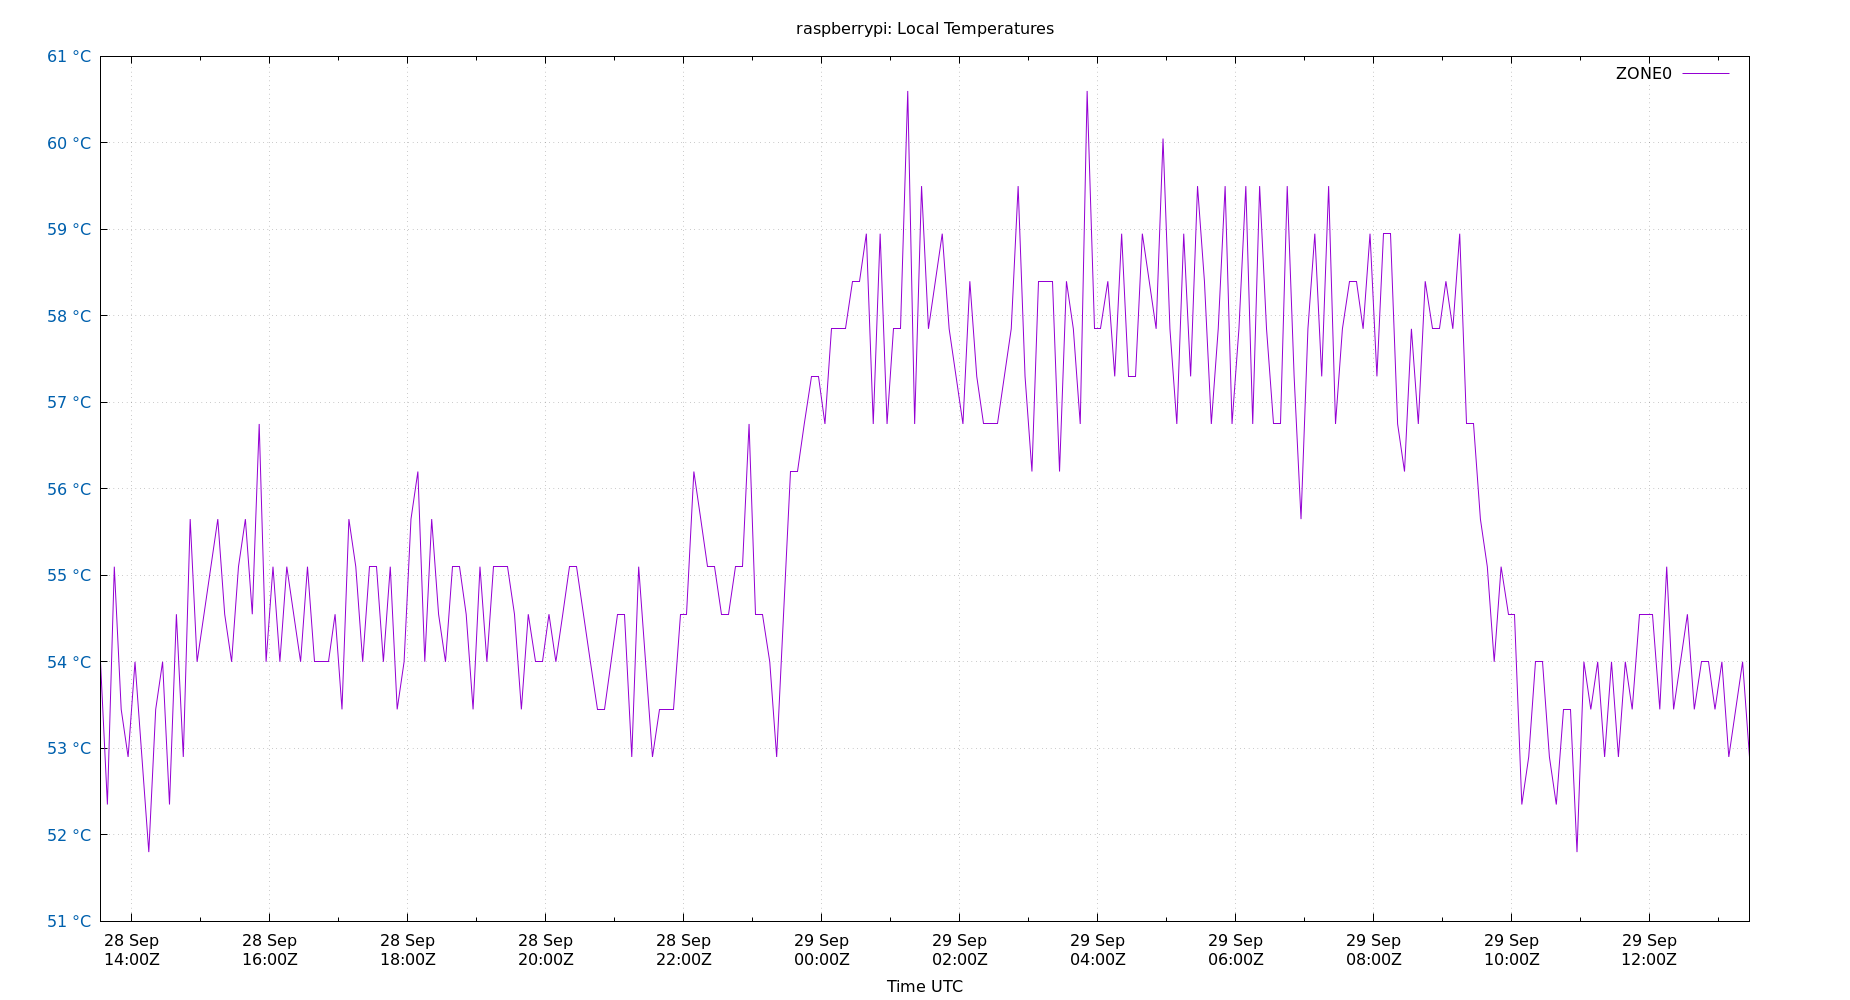 raspberrypi: Local Temperatures
61 °C
ZONE0
60 °C
59 °C
58 °C
57 °C
56 °C
55 °C
54 °C
53 °C
52 °C
51 °C
28 Sep 28 Sep 28 Sep 28 Sep 28 Sep 29 Sep 29 Sep 29 Sep 29 Sep 29 Sep 29 Sep 29 Sep
14:00Z 16:00Z 18:00Z 20:00Z 22:00Z 00:00Z 02:00Z 04:00Z 06:00Z 08:00Z 10:00Z 12:00Z
Time UTC